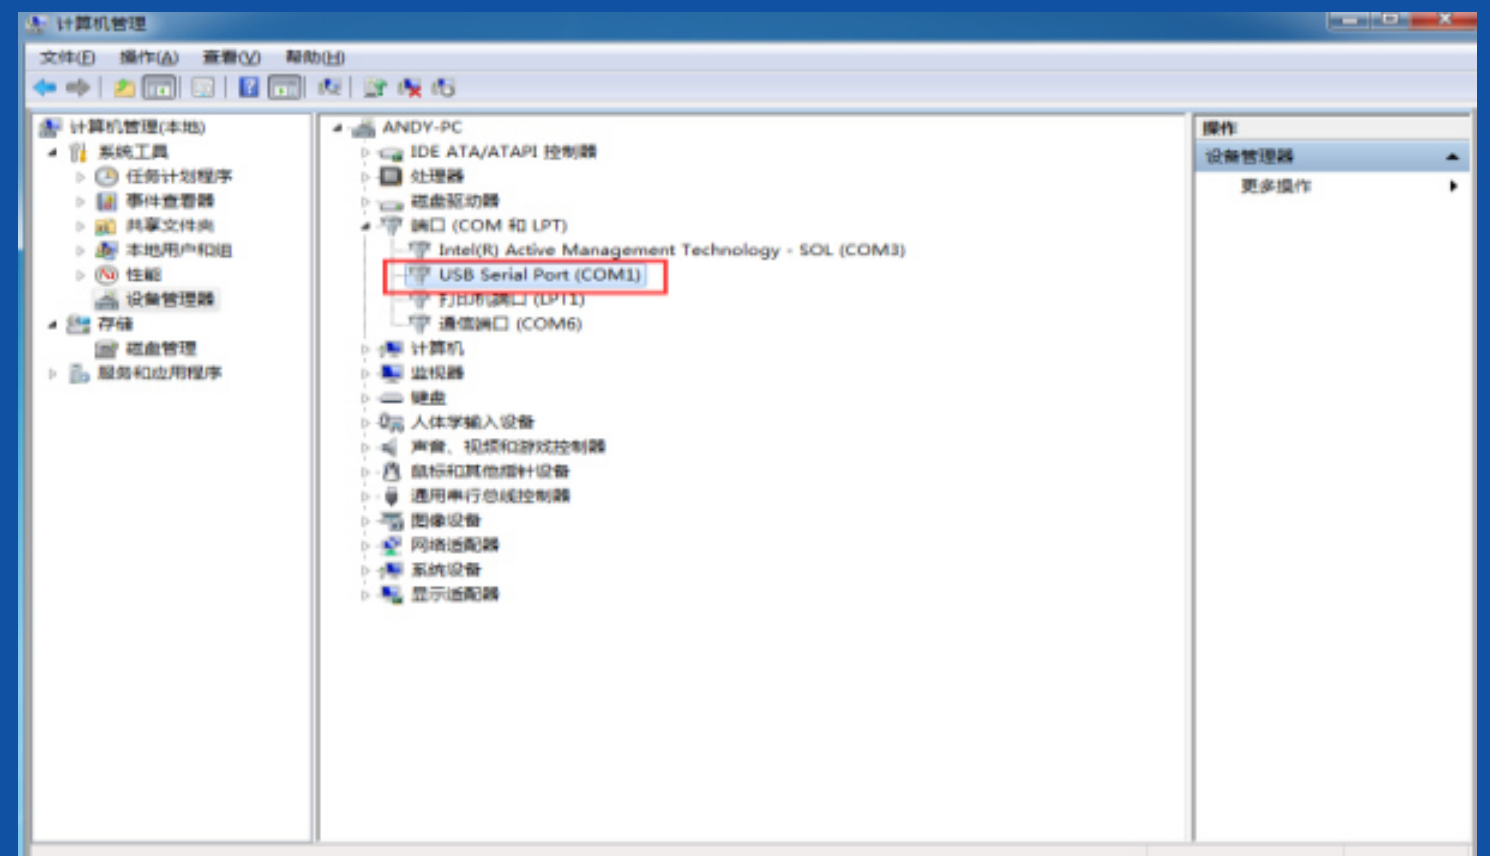 计算机管理
文件(F) 操作(A) 查看(V) 帮助(H)
计算机管理(本地)
系统工具
任务计划程序
事件查看器
共享文件夹
本地用户和组
性能
设备管理器
存储
磁盘管理
服务和应用程序
ANDY-PC
IDE ATA/ATAPI 控制器
处理器
磁盘驱动器
端口 (COM 和 LPT)
Intel(R) Active Management Technology - SOL (COM3)
USB Serial Port (COM1)
打印机端口 (LPT1)
通信端口 (COM6)
计算机
监视器
键盘
人体学输入设备
声音、视频和游戏控制器
鼠标和其他指针设备
通用串行总线控制器
图像设备
网络适配器
系统设备
显示适配器
操作
设备管理器
更多操作